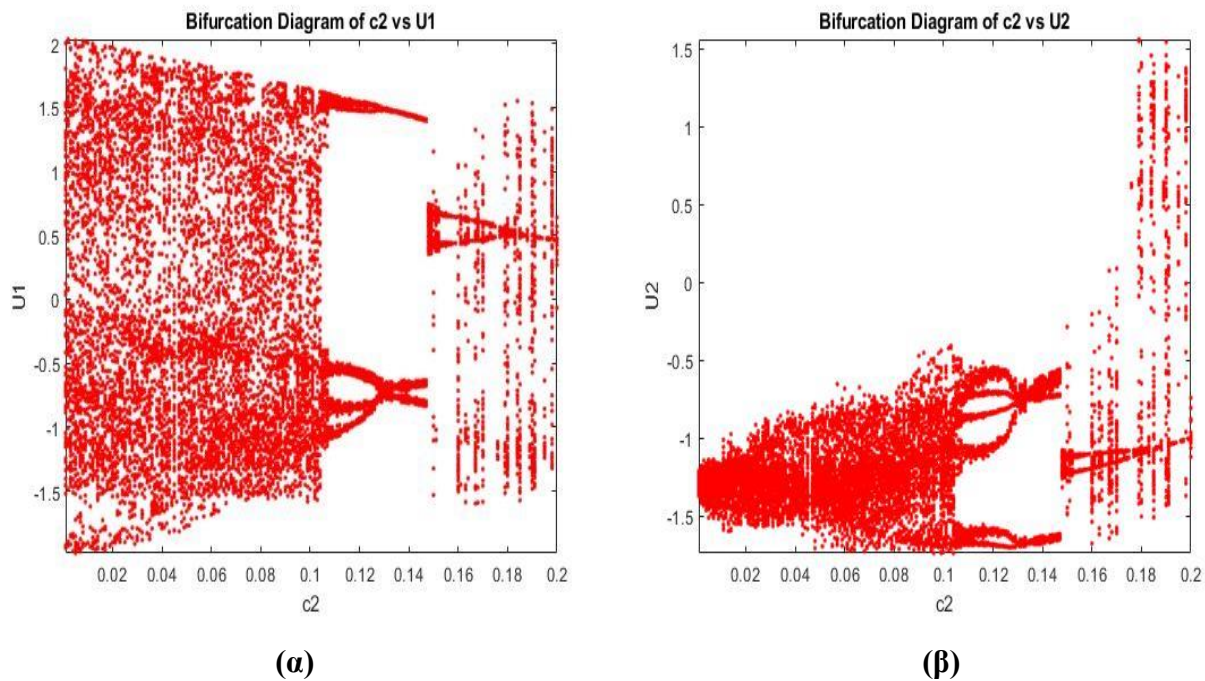 Bifurcation Diagram of c2 vs U1
2
1.5
1
0.5
0
-0.5
-1
-1.5
U1
0.02 0.04 0.06 0.08 0.1 0.12 0.14 0.16 0.18 0.2
c2
(α)
Bifurcation Diagram of c2 vs U2
1.5
1
0.5
0
-0.5
-1
-1.5
U2
0.02 0.04 0.06 0.08 0.1 0.12 0.14 0.16 0.18 0.2
c2
(β)